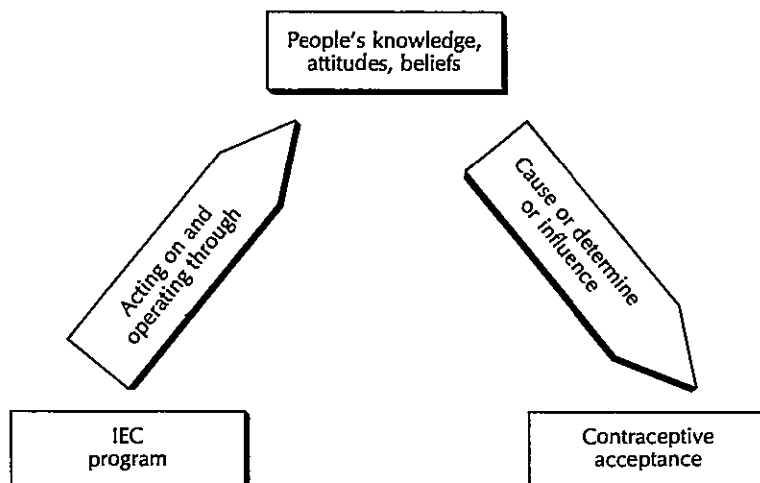 People's knowledge,
attitudes, beliefs
Acting on and
operating through
Cause or determine
or influence
IEC
program
Contraceptive
acceptance